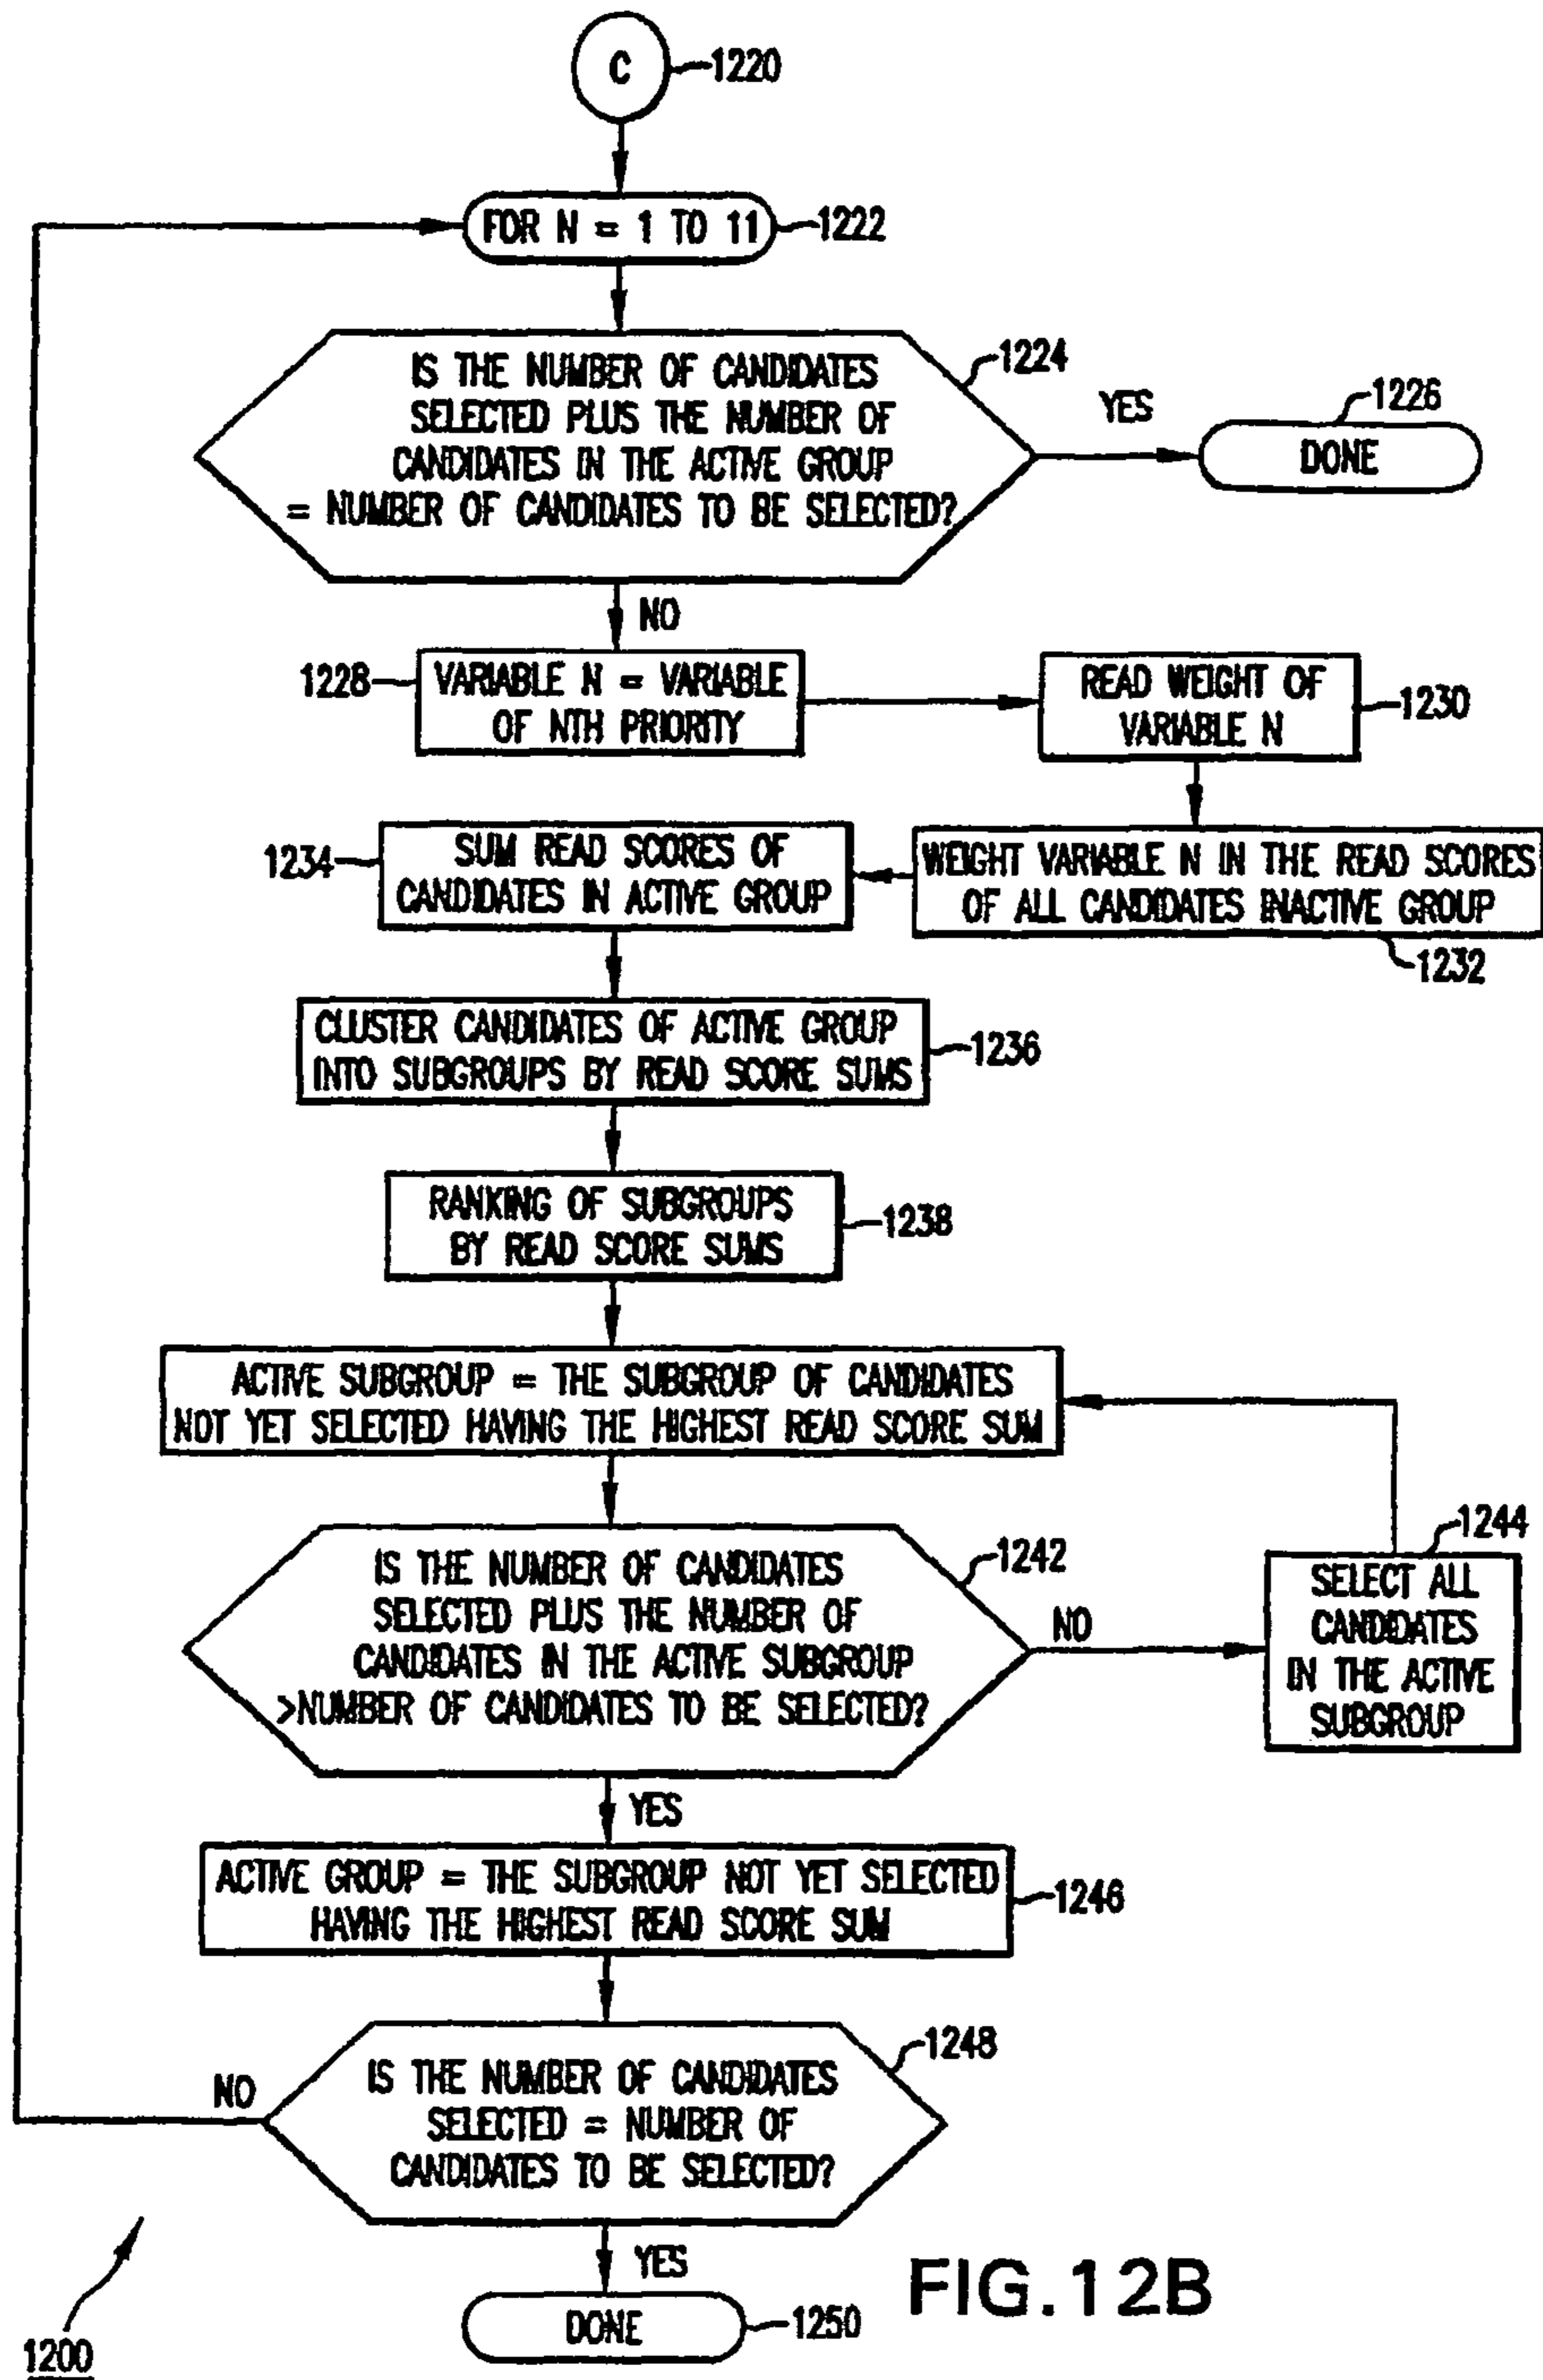 C
1220
FOR N = 1 TO 11
1222
IS THE NUMBER OF CANDIDATES
SELECTED PLUS THE NUMBER OF
CANDIDATES IN THE ACTIVE GROUP
= NUMBER OF CANDIDATES TO BE SELECTED?
1224
YES
1226
DONE
NO
1228
VARIABLE N = VARIABLE
OF NTH PRIORITY
READ WEIGHT OF
VARIABLE N
1230
WEIGHT VARIABLE N IN THE READ SCORES
OF ALL CANDIDATES INACTIVE GROUP
1232
1234
SUM READ SCORES OF
CANDIDATES IN ACTIVE GROUP
CLUSTER CANDIDATES OF ACTIVE GROUP
INTO SUBGROUPS BY READ SCORE SUMS
1236
RANKING OF SUBGROUPS
BY READ SCORE SUMS
1238
ACTIVE SUBGROUP = THE SUBGROUP OF CANDIDATES
NOT YET SELECTED HAVING THE HIGHEST READ SCORE SUM
IS THE NUMBER OF CANDIDATES
SELECTED PLUS THE NUMBER OF
CANDIDATES IN THE ACTIVE SUBGROUP
>NUMBER OF CANDIDATES TO BE SELECTED?
1242
NO
1244
SELECT ALL
CANDIDATES
IN THE ACTIVE
SUBGROUP
YES
ACTIVE GROUP = THE SUBGROUP NOT YET SELECTED
HAVING THE HIGHEST READ SCORE SUM
1246
IS THE NUMBER OF CANDIDATES
SELECTED = NUMBER OF
CANDIDATES TO BE SELECTED?
1248
NO
YES
DONE
1250
FIG.12B
1200